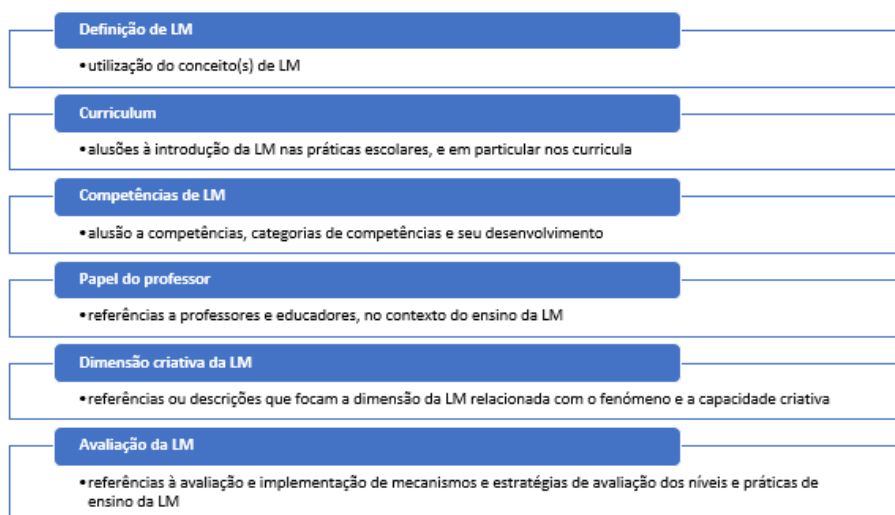 Definição de LM
•utilização do conceito(s) de LM
Curriculum
•alusões à introdução da LM nas práticas escolares, e em particular nos curricula
Competências de LM
•alusão a competências, categorias de competências e seu desenvolvimento
Papel do professor
•referências a professores e educadores, no contexto do ensino da LM
Dimensão criativa da LM
•referências ou descrições que focam a dimensão da LM relacionada com o fenómeno e a capacidade criativa
Avaliação da LM
•referências à avaliação e implementação de mecanismos e estratégias de avaliação dos níveis e práticas de
ensino da LM